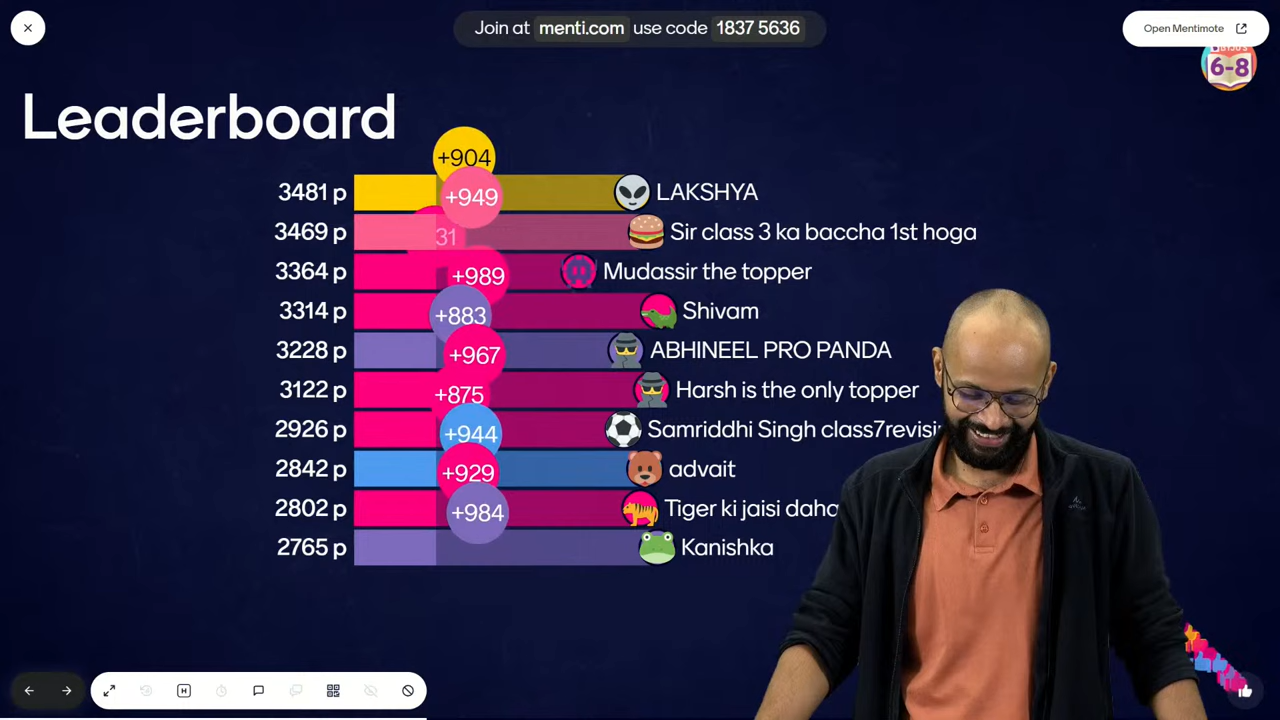 Join at menti.com use code 1837 5636
Open Mentimote
BYJU'S
6-8
Leaderboard
+904
3481 p LAKSHYA
+949
3469 p 31 Sir class 3 ka baccha 1st hoga
3364 p +989 Mudassir the topper
3314 p +883 Shivam
3228 p +967 ABHINEEL PRO PANDA
3122 p +875 Harsh is the only topper
2926 p +944 Samriddhi Singh class7revisi
2842 p +929 advait
2802 p +984 Tiger ki jaisi daha
2765 p Kanishka
H